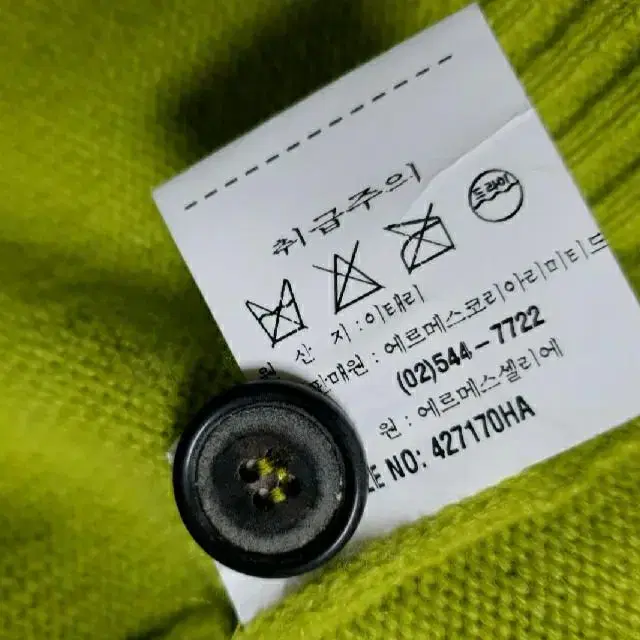 취급주의
드라이
원 산 지 : 이태리
판매원 : 에르메스코리아리미티드
(02)544-7722
원 : 에르메스셀리에
LE NO: 427170HA